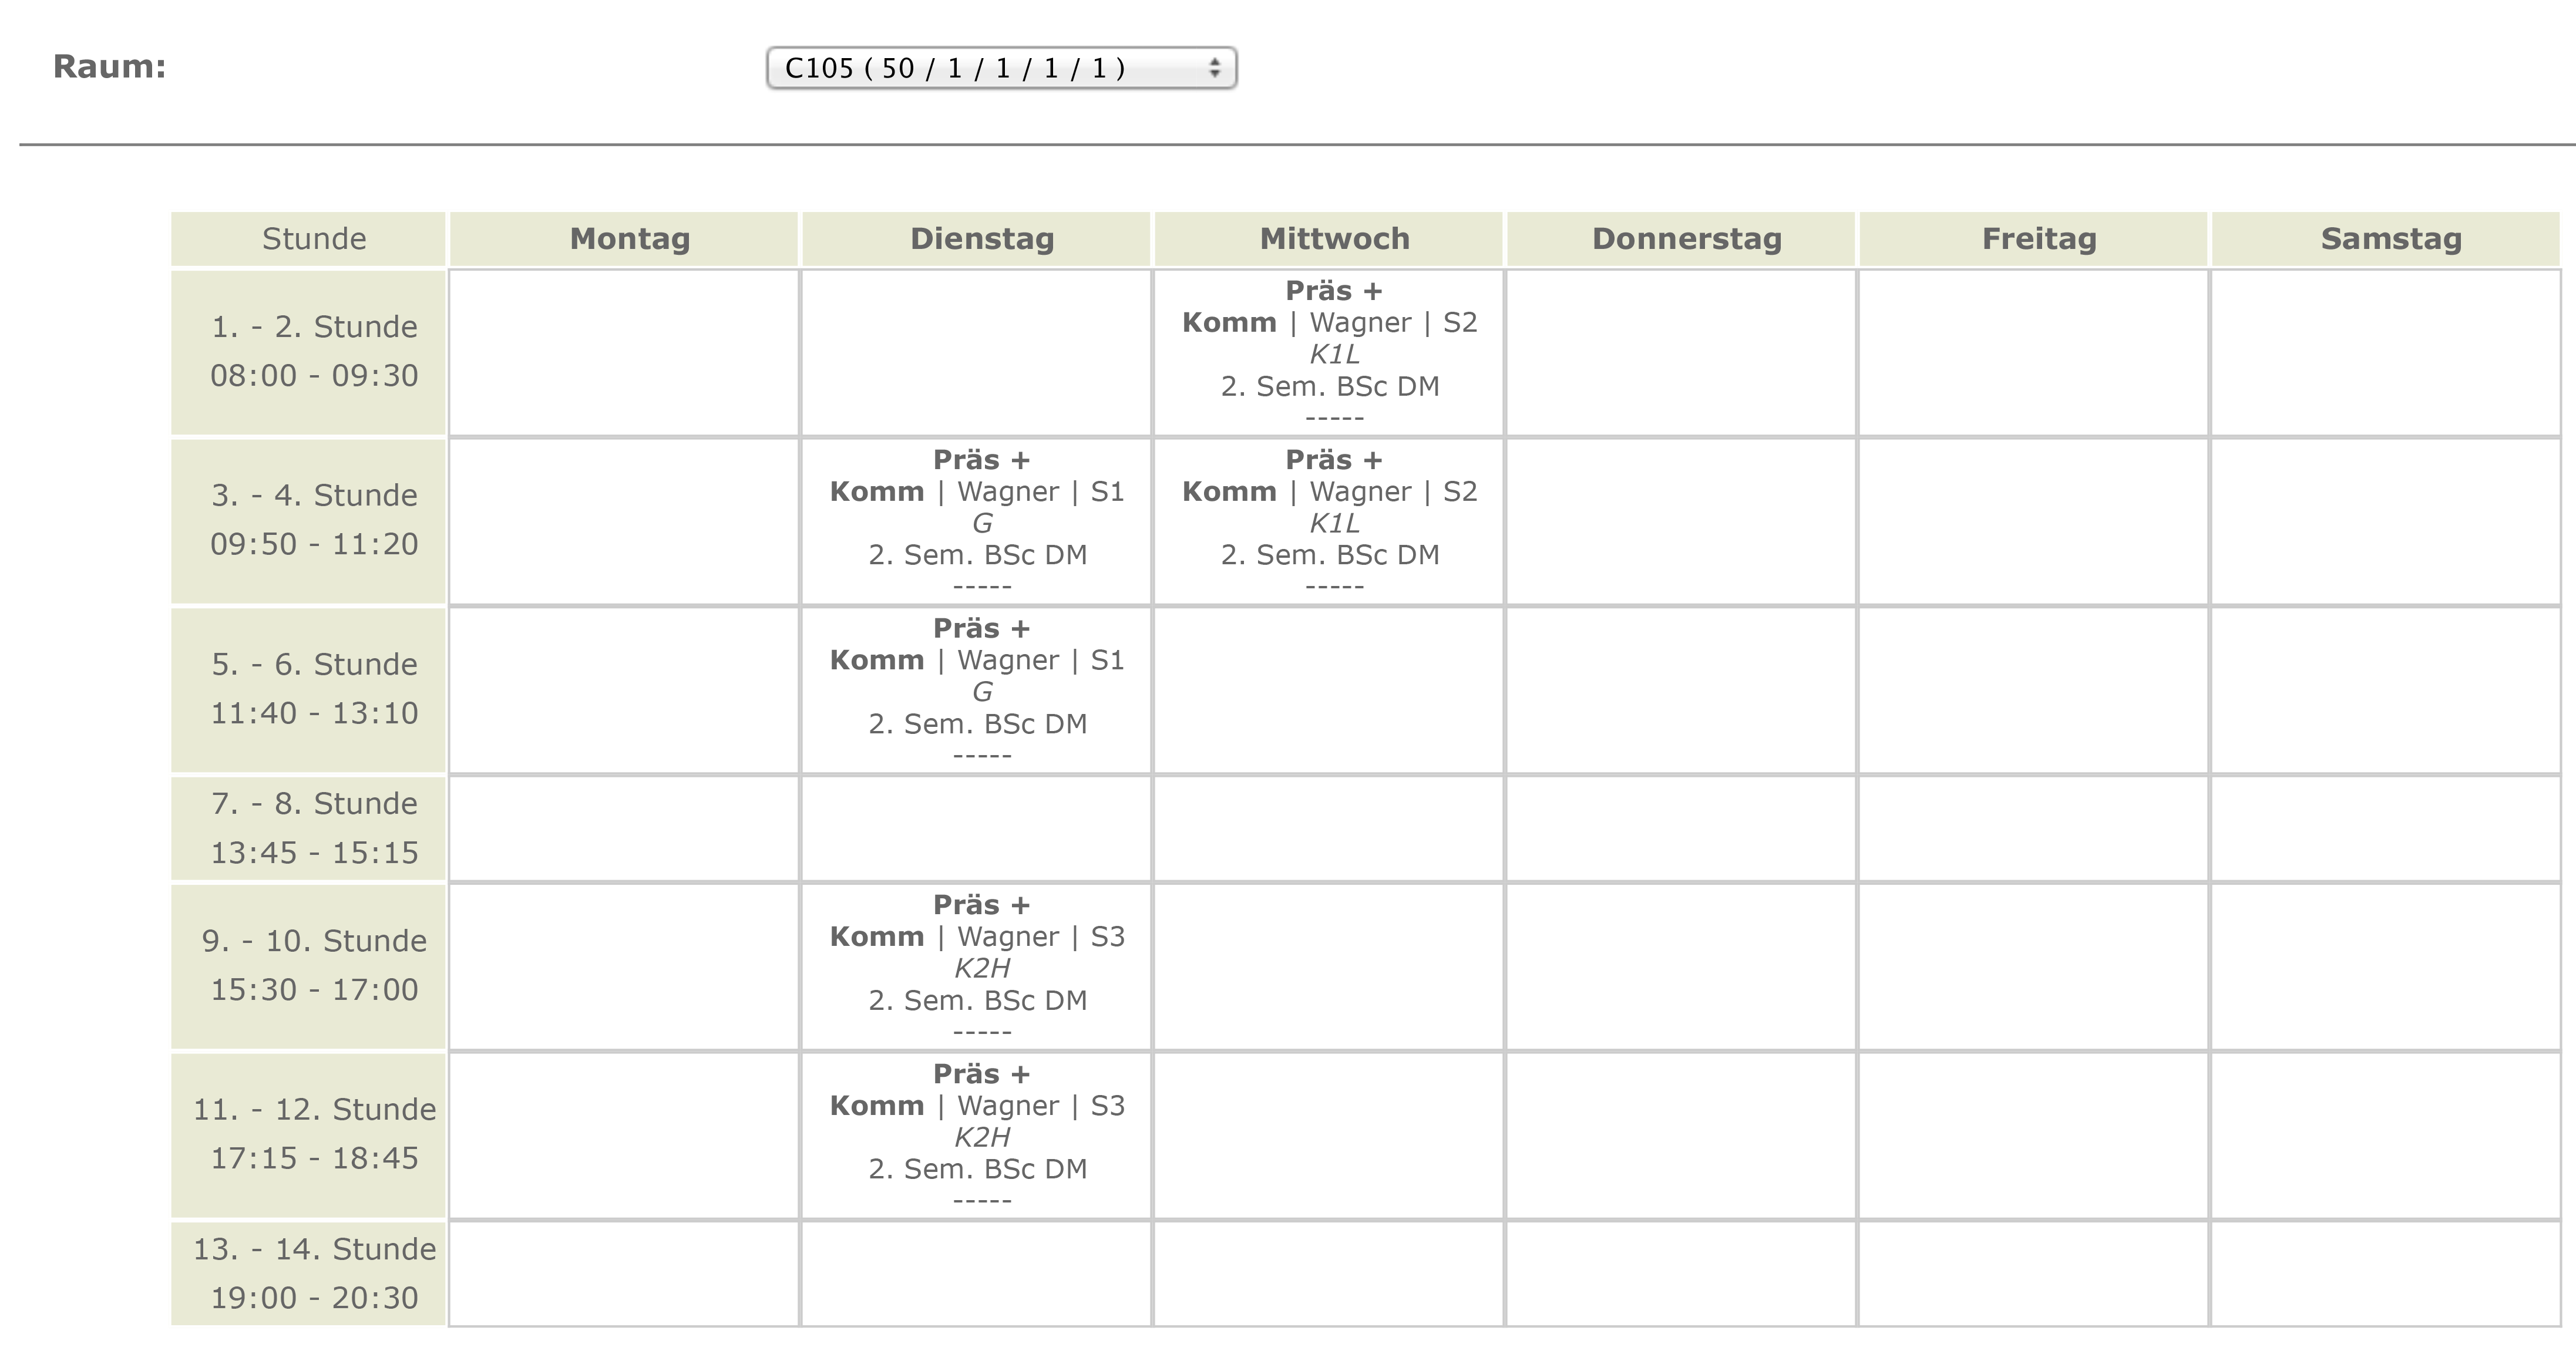 Raum:
C105 ( 50 / 1 / 1 / 1 / 1 )
Stunde Montag Dienstag Mittwoch Donnerstag Freitag Samstag
1. - 2. Stunde
08:00 - 09:30
Präs +
Komm | Wagner | S2
K1L
2. Sem. BSc DM
-----
3. - 4. Stunde
09:50 - 11:20
Präs +
Komm | Wagner | S1
G
2. Sem. BSc DM
-----
Präs +
Komm | Wagner | S2
K1L
2. Sem. BSc DM
-----
5. - 6. Stunde
11:40 - 13:10
Präs +
Komm | Wagner | S1
G
2. Sem. BSc DM
-----
7. - 8. Stunde
13:45 - 15:15
9. - 10. Stunde
15:30 - 17:00
Präs +
Komm | Wagner | S3
K2H
2. Sem. BSc DM
-----
11. - 12. Stunde
17:15 - 18:45
Präs +
Komm | Wagner | S3
K2H
2. Sem. BSc DM
-----
13. - 14. Stunde
19:00 - 20:30